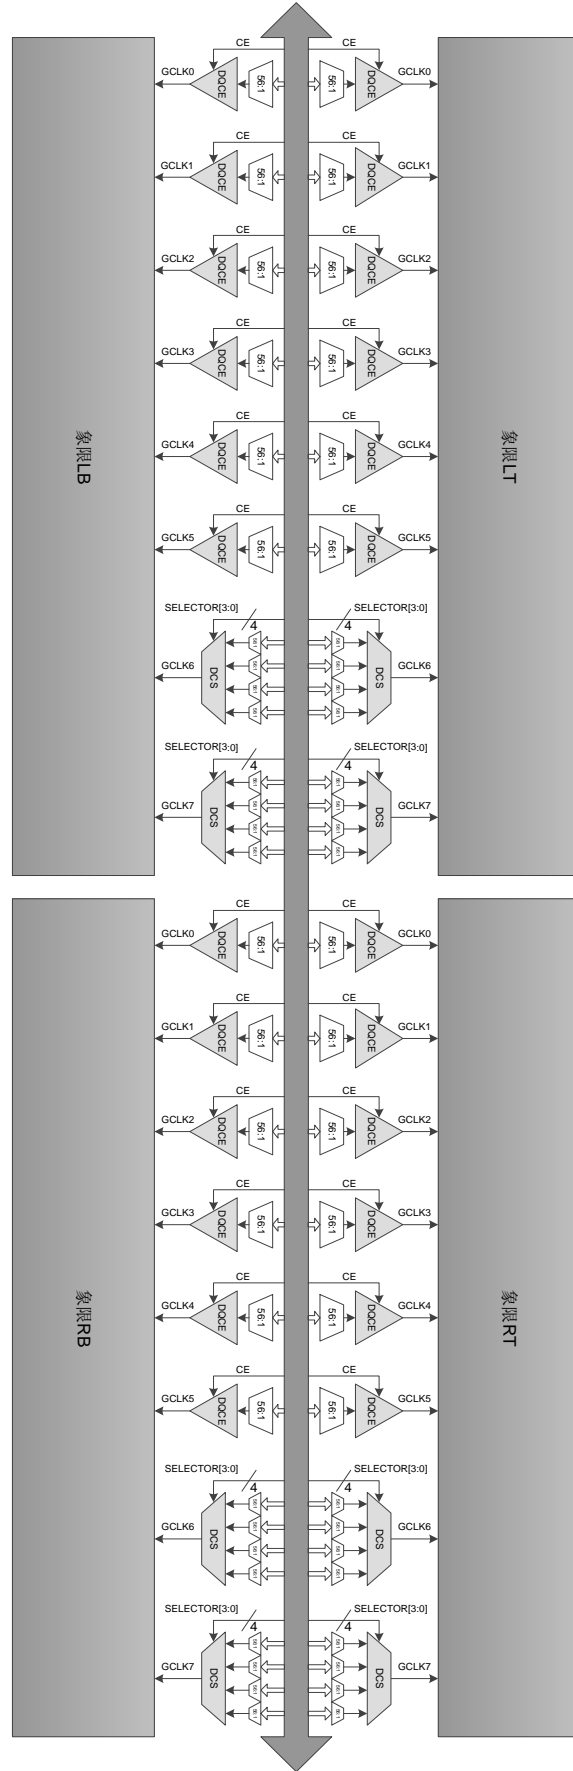 CE
CE
GCLK0
DQCE
56:1
56:1
DQCE
GCLK0
CE
CE
GCLK1
DQCE
56:1
56:1
DQCE
GCLK1
CE
CE
GCLK2
DQCE
56:1
56:1
DQCE
GCLK2
CE
CE
GCLK3
DQCE
56:1
56:1
DQCE
GCLK3
象限LB
象限LT
CE
CE
GCLK4
DQCE
56:1
56:1
DQCE
GCLK4
CE
CE
GCLK5
DQCE
56:1
56:1
DQCE
GCLK5
SELECTOR[3:0]
4
4
SELECTOR[3:0]
GCLK6
DCS
DCS
GCLK6
SELECTOR[3:0]
4
4
SELECTOR[3:0]
GCLK7
DCS
DCS
GCLK7
CE
CE
GCLK0
DQCE
56:1
56:1
DQCE
GCLK0
CE
CE
GCLK1
DQCE
56:1
56:1
DQCE
GCLK1
CE
CE
GCLK2
DQCE
56:1
56:1
DQCE
GCLK2
CE
CE
GCLK3
DQCE
56:1
56:1
DQCE
GCLK3
象限RB
象限RT
CE
CE
GCLK4
DQCE
56:1
56:1
DQCE
GCLK4
CE
CE
GCLK5
DQCE
56:1
56:1
DQCE
GCLK5
SELECTOR[3:0]
4
4
SELECTOR[3:0]
GCLK6
DCS
DCS
GCLK6
SELECTOR[3:0]
4
4
SELECTOR[3:0]
GCLK7
DCS
DCS
GCLK7